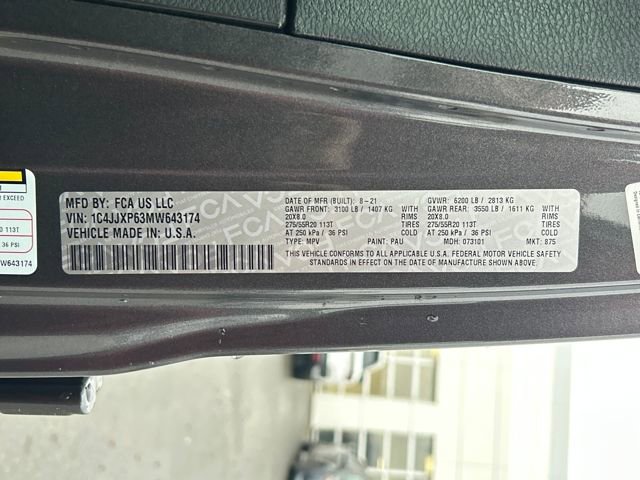 EXCEED
0 113T
/ 36 PSI
W643174
MFD BY: FCA US LLC
VIN: 1C4JJXP63MW643174
VEHICLE MADE IN: U.S.A.
DATE OF MFR (BUILT): 8-21
GAWR FRONT: 3100 LB / 1407 KG
20X8.0 RIMS
275/55R20 113T TIRES
AT 250 kPa / 36 PSI COLD
TYPE: MPV PAINT: PAU
GVWR: 6200 LB / 2813 KG
GAWR REAR: 3550 LB / 1611 KG
20X8.0 RIMS
275/55R20 113T TIRES
AT 250 kPa / 36 PSI COLD
MDH: 073101 MKT: 875
THIS VEHICLE CONFORMS TO ALL APPLICABLE U.S.A. FEDERAL MOTOR VEHICLE SAFETY
STANDARDS IN EFFECT ON THE DATE OF MANUFACTURE SHOWN ABOVE.